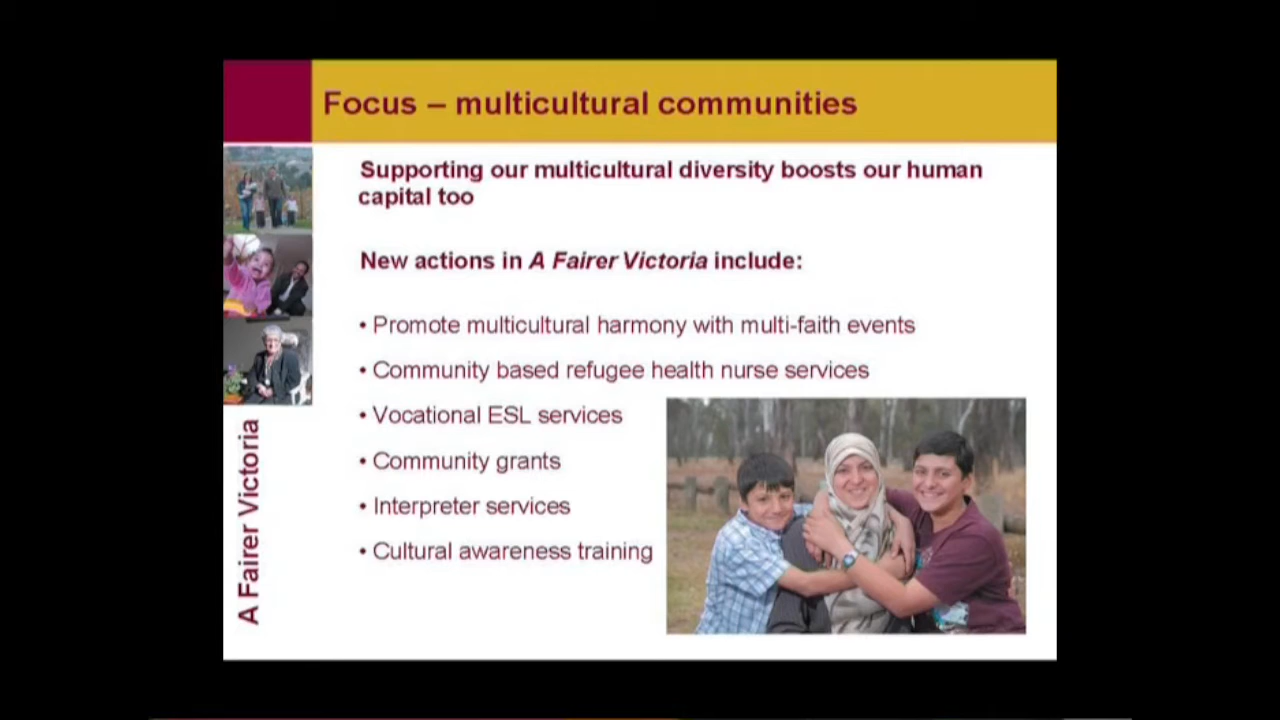 Focus – multicultural communities
Supporting our multicultural diversity boosts our human
capital too
New actions in A Fairer Victoria include:
• Promote multicultural harmony with multi-faith events
• Community based refugee health nurse services
• Vocational ESL services
• Community grants
• Interpreter services
• Cultural awareness training
A Fairer Victoria